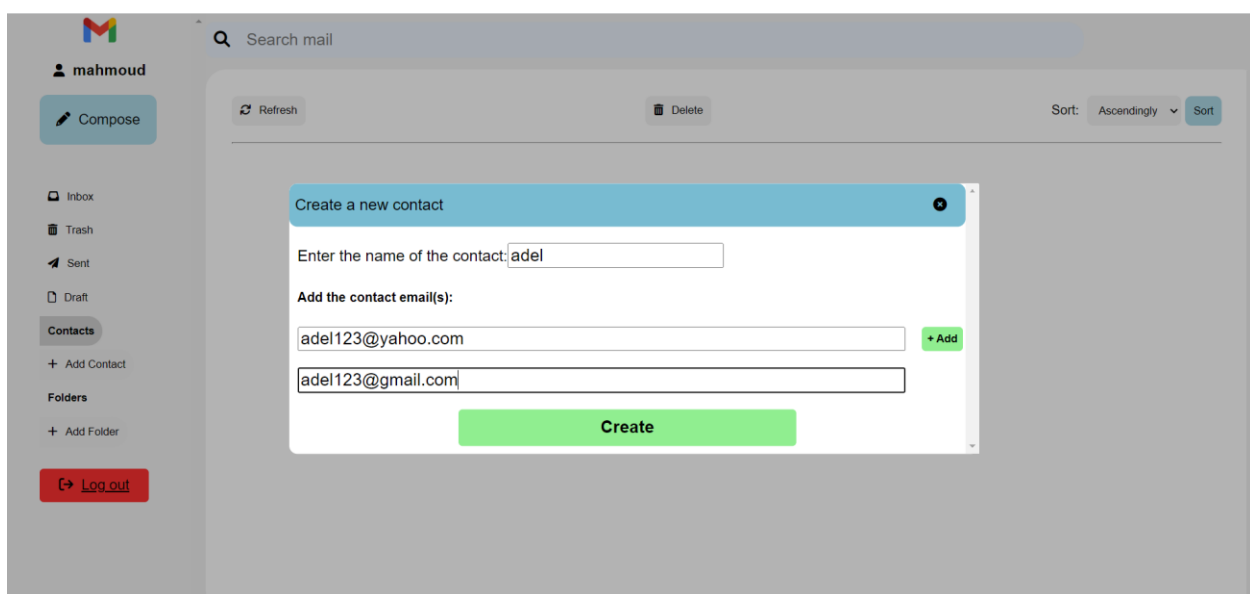 Search mail
mahmoud
Compose
Refresh
Delete
Sort: Ascendingly Sort
Inbox
Trash
Sent
Draft
Contacts
+ Add Contact
Folders
+ Add Folder
Log out
Create a new contact
Enter the name of the contact: adel
Add the contact email(s):
adel123@yahoo.com
+ Add
adel123@gmail.com
Create